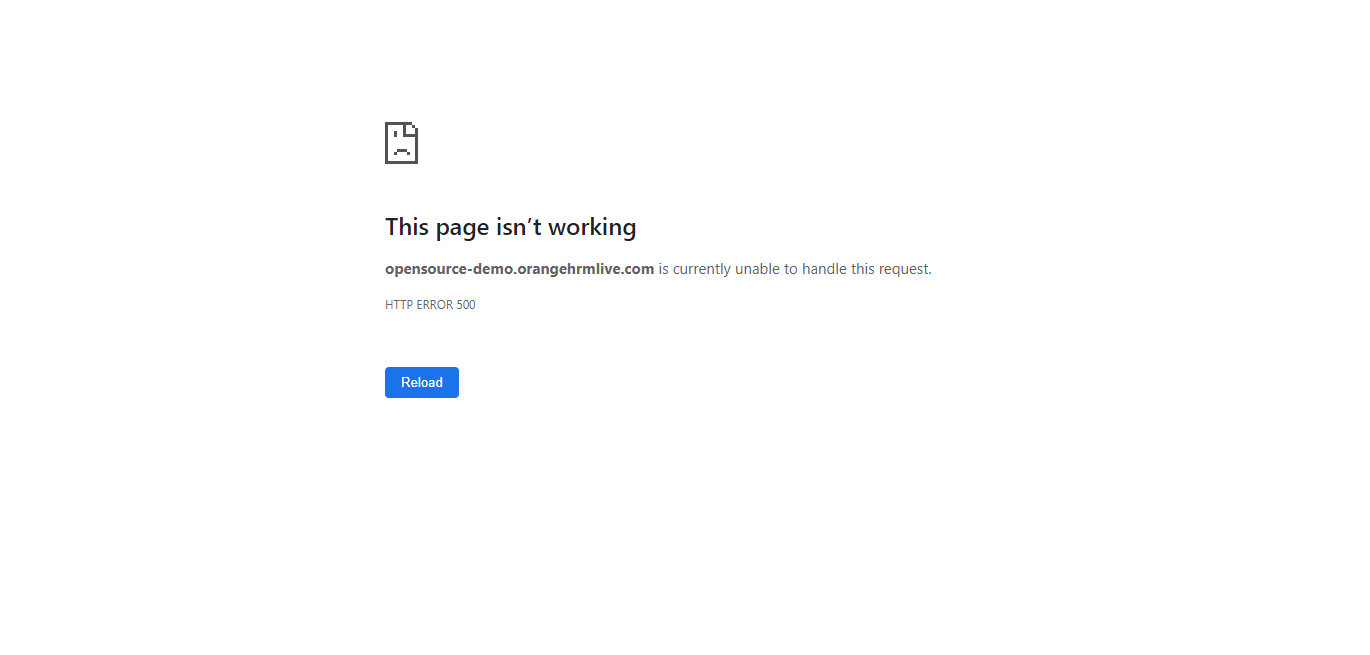 This page isn’t working
opensource-demo.orangehrmlive.com is currently unable to handle this request.
HTTP ERROR 500
Reload